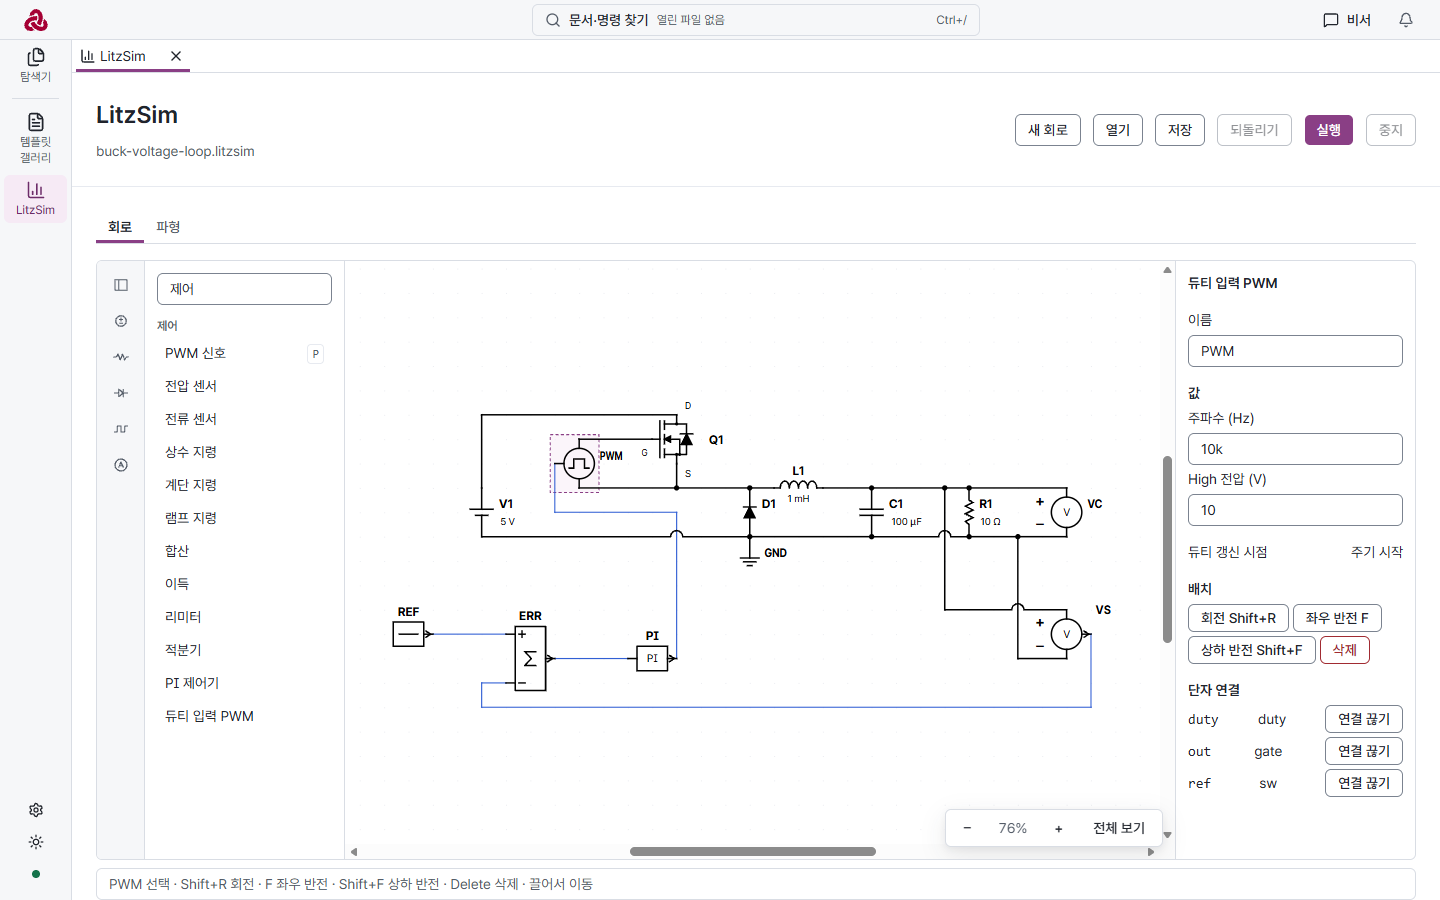 문서·명령 찾기 열린 파일 없음 Ctrl+/
비서
탐색기
템플릿
갤러리
LitzSim
LitzSim
LitzSim
buck-voltage-loop.litzsim
새 회로
열기
저장
되돌리기
실행
중지
회로
파형
제어
제어
PWM 신호 P
전압 센서
전류 센서
상수 지령
계단 지령
램프 지령
합산
이득
리미터
적분기
PI 제어기
듀티 입력 PWM
D
Q1
PWM
G
S
L1
1 mH
V1
5 V
D1
C1
100 µF
R1
10 Ω
+
V
−
VC
GND
REF
ERR
+
Σ
−
PI
PI
VS
+
V
−
− 76% + 전체 보기
듀티 입력 PWM
이름
PWM
값
주파수 (Hz)
10k
High 전압 (V)
10
듀티 갱신 시점 주기 시작
배치
회전 Shift+R
좌우 반전 F
상하 반전 Shift+F
삭제
단자 연결
duty duty 연결 끊기
out gate 연결 끊기
ref sw 연결 끊기
PWM 선택 · Shift+R 회전 · F 좌우 반전 · Shift+F 상하 반전 · Delete 삭제 · 끌어서 이동